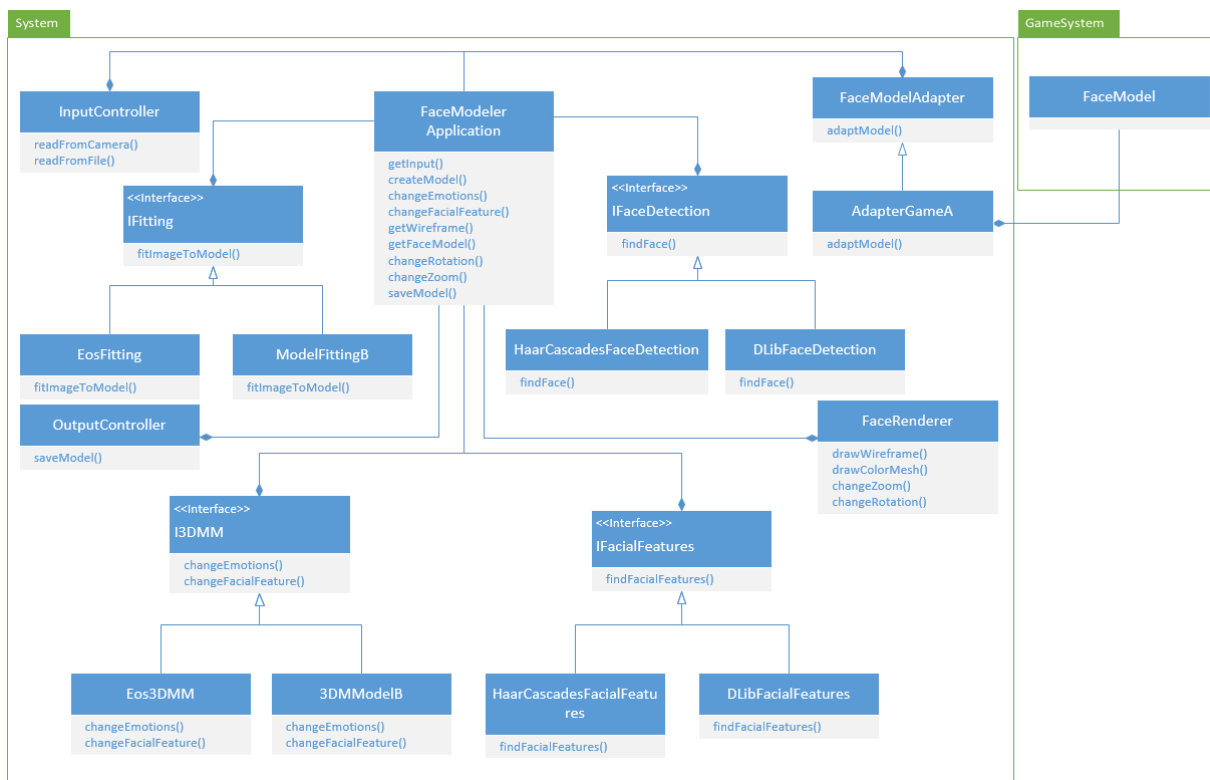 System
GameSystem
InputController
readFromCamera()
readFromFile()
FaceModeler
Application
getInput()
createModel()
changeEmotions()
changeFacialFeature()
getWireframe()
getFaceModel()
changeRotation()
changeZoom()
saveModel()
FaceModelAdapter
adaptModel()
FaceModel
<<Interface>>
IFitting
fitImageToModel()
<<Interface>>
IFaceDetection
findFace()
AdapterGameA
adaptModel()
EosFitting
fitImageToModel()
ModelFittingB
fitImageToModel()
HaarCascadesFaceDetection
findFace()
DLibFaceDetection
findFace()
OutputController
saveModel()
FaceRenderer
drawWireframe()
drawColorMesh()
changeZoom()
changeRotation()
<<Interface>>
I3DMM
changeEmotions()
changeFacialFeature()
<<Interface>>
IFacialFeatures
findFacialFeatures()
Eos3DMM
changeEmotions()
changeFacialFeature()
3DMModelB
changeEmotions()
changeFacialFeature()
HaarCascadesFacialFeatu
res
findFacialFeatures()
DLibFacialFeatures
findFacialFeatures()